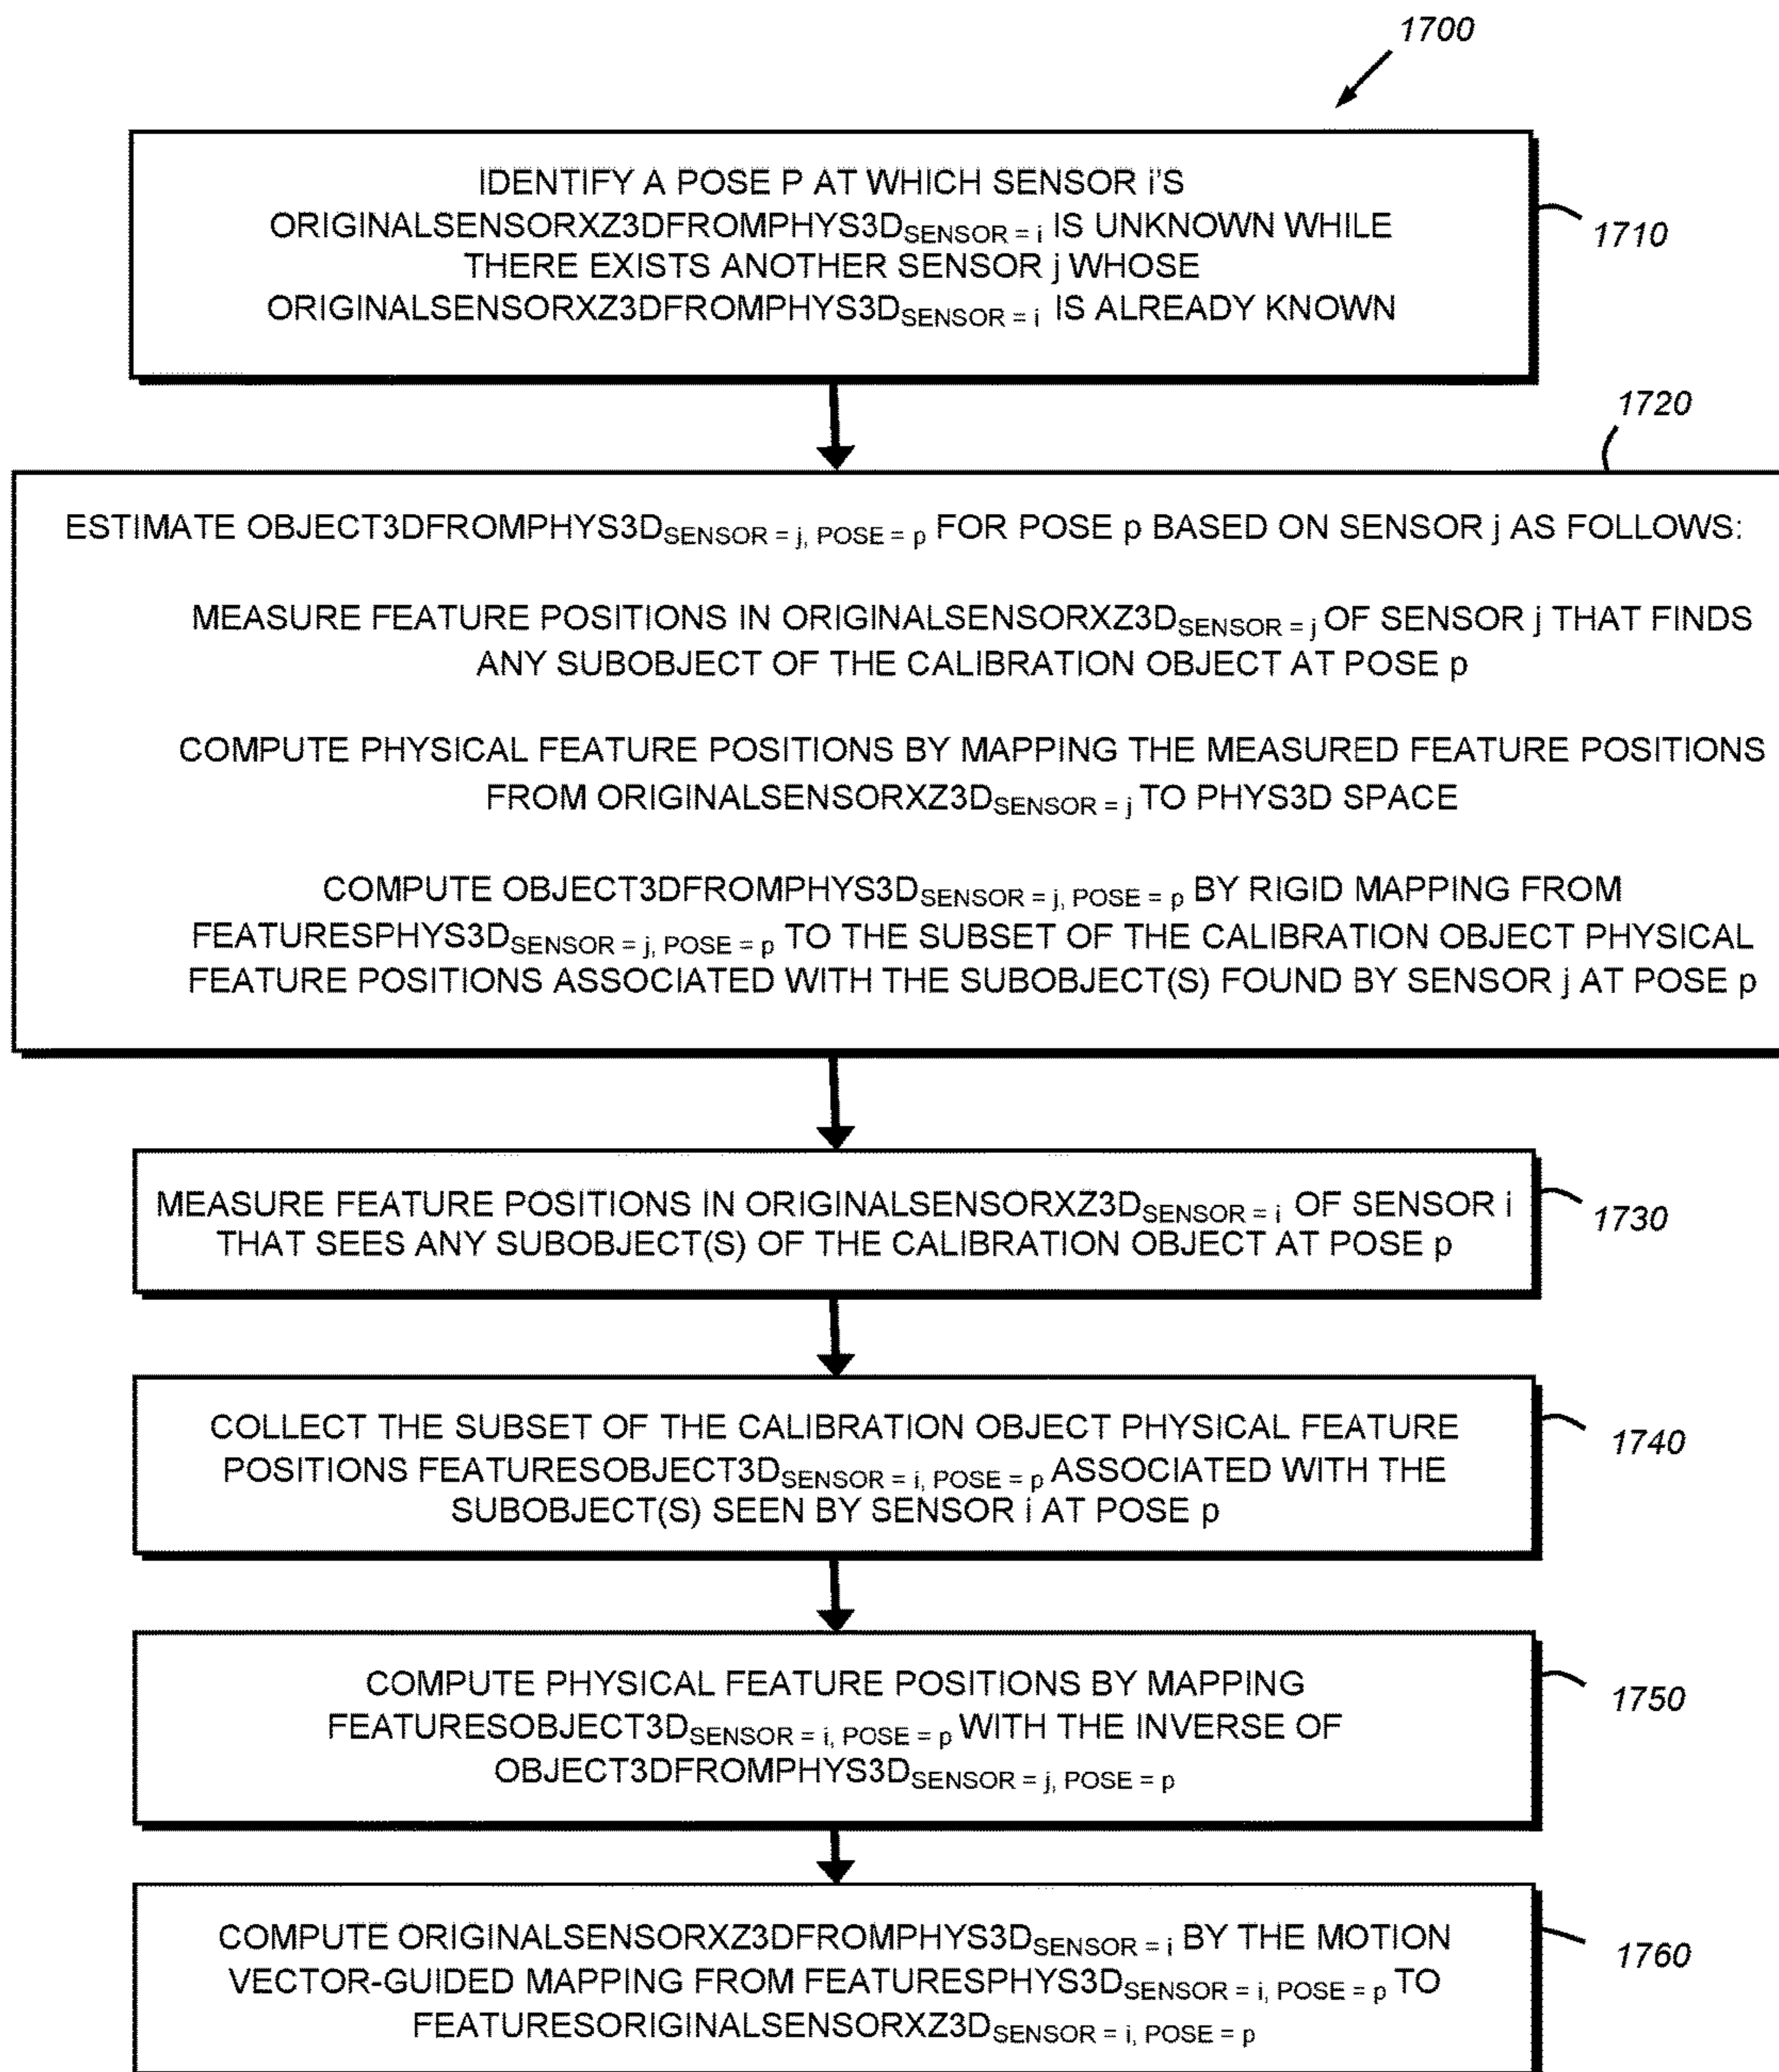 1700
IDENTIFY A POSE P AT WHICH SENSOR i'S
ORIGINALSENSORXZ3DFROMPHYS3DSENSOR = i IS UNKNOWN WHILE
THERE EXISTS ANOTHER SENSOR j WHOSE
ORIGINALSENSORXZ3DFROMPHYS3DSENSOR = i IS ALREADY KNOWN
1710
1720
ESTIMATE OBJECT3DFROMPHYS3DSENSOR = j, POSE = p FOR POSE p BASED ON SENSOR j AS FOLLOWS:
MEASURE FEATURE POSITIONS IN ORIGINALSENSORXZ3DSENSOR = j OF SENSOR j THAT FINDS
ANY SUBOBJECT OF THE CALIBRATION OBJECT AT POSE p
COMPUTE PHYSICAL FEATURE POSITIONS BY MAPPING THE MEASURED FEATURE POSITIONS
FROM ORIGINALSENSORXZ3DSENSOR = j TO PHYS3D SPACE
COMPUTE OBJECT3DFROMPHYS3DSENSOR = j, POSE = p BY RIGID MAPPING FROM
FEATURESPHYS3DSENSOR = j, POSE = p TO THE SUBSET OF THE CALIBRATION OBJECT PHYSICAL
FEATURE POSITIONS ASSOCIATED WITH THE SUBOBJECT(S) FOUND BY SENSOR j AT POSE p
MEASURE FEATURE POSITIONS IN ORIGINALSENSORXZ3DSENSOR = i OF SENSOR i
THAT SEES ANY SUBOBJECT(S) OF THE CALIBRATION OBJECT AT POSE p
1730
COLLECT THE SUBSET OF THE CALIBRATION OBJECT PHYSICAL FEATURE
POSITIONS FEATURESOBJECT3DSENSOR = i, POSE = p ASSOCIATED WITH THE
SUBOBJECT(S) SEEN BY SENSOR i AT POSE p
1740
COMPUTE PHYSICAL FEATURE POSITIONS BY MAPPING
FEATURESOBJECT3DSENSOR = i, POSE = p WITH THE INVERSE OF
OBJECT3DFROMPHYS3DSENSOR = j, POSE = p
1750
COMPUTE ORIGINALSENSORXZ3DFROMPHYS3DSENSOR = i BY THE MOTION
VECTOR-GUIDED MAPPING FROM FEATURESPHYS3DSENSOR = i, POSE = p TO
FEATURESORIGINALSENSORXZ3DSENSOR = i, POSE = p
1760